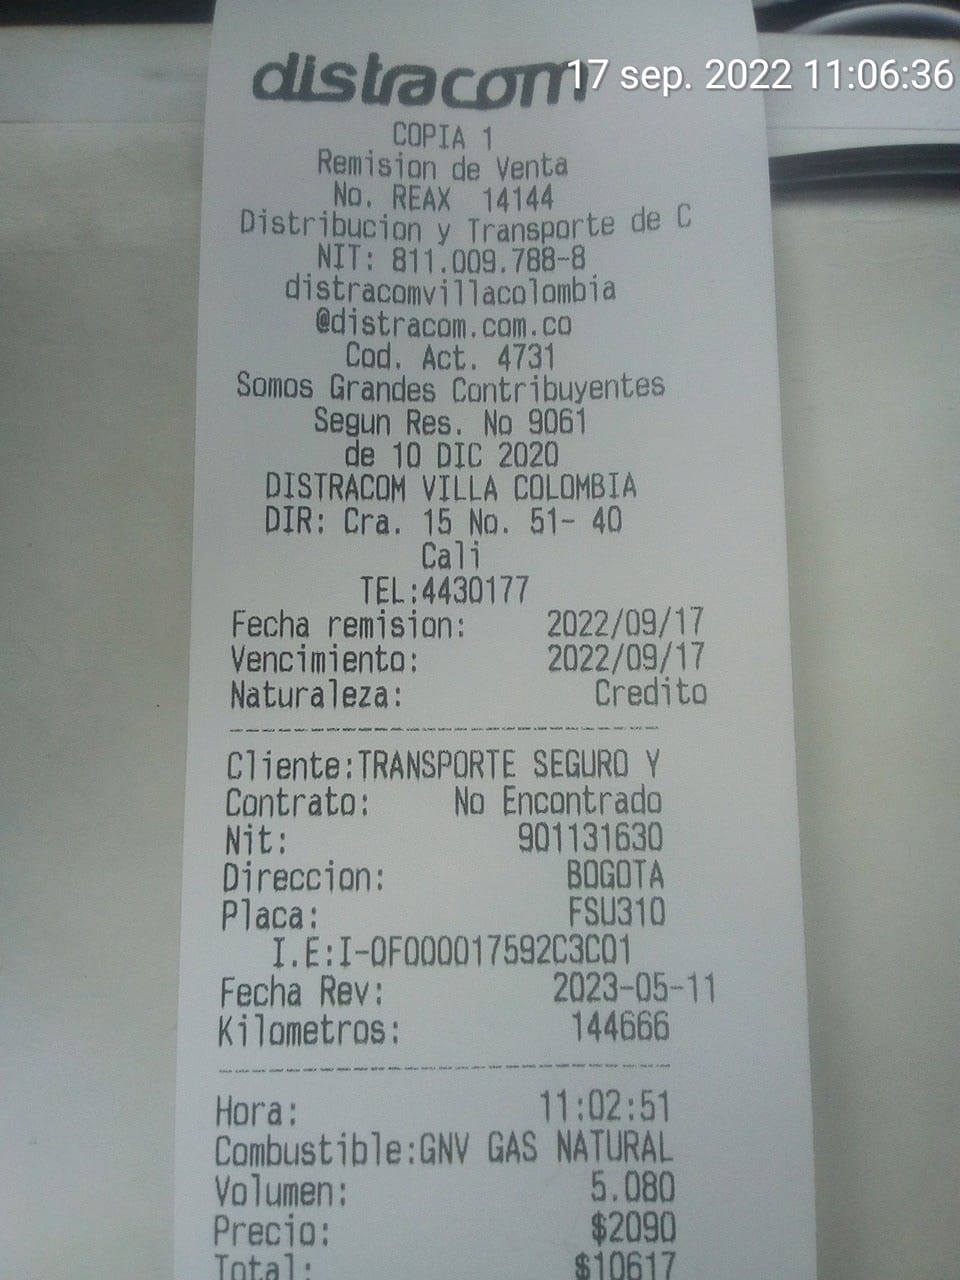 distracom
17 sep. 2022 11:06:36
COPIA 1
Remision de Venta
No. REAX 14144
Distribucion y Transporte de C
NIT: 811.009.788-8
distracomvillacolombia
@distracom.com.co
Cod. Act. 4731
Somos Grandes Contribuyentes
Segun Res. No 9061
de 10 DIC 2020
DISTRACOM VILLA COLOMBIA
DIR: Cra. 15 No. 51- 40
Cali
TEL:4430177
Fecha remision: 2022/09/17
Vencimiento: 2022/09/17
Naturaleza: Credito
Cliente:TRANSPORTE SEGURO Y
Contrato: No Encontrado
Nit: 901131630
Direccion: BOGOTA
Placa: FSU310
I.E:I-0F000017592C3C01
Fecha Rev: 2023-05-11
Kilometros: 144666
Hora: 11:02:51
Combustible:GNV GAS NATURAL
Volumen: 5.080
Precio: $2090
Total: $10617